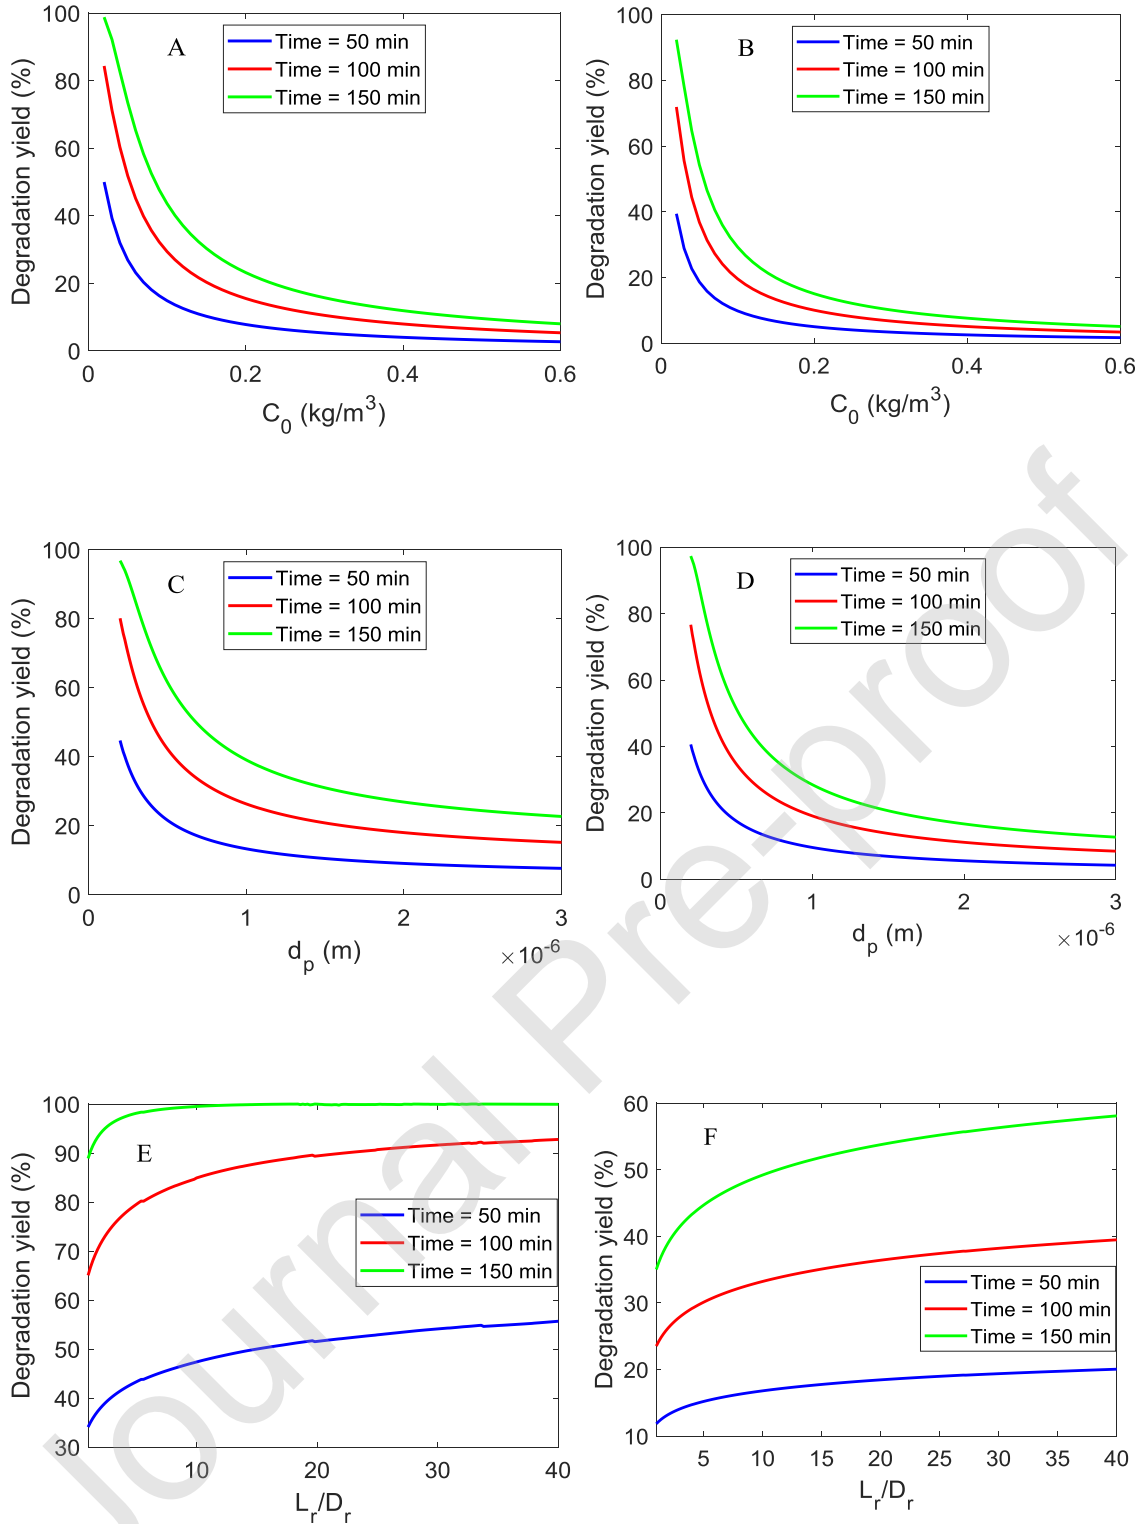 A
Time = 50 min
Time = 100 min
Time = 150 min
Degradation yield (%)
100
80
60
40
20
0
0 0.2 0.4 0.6
C0 (kg/m3)
B
Time = 50 min
Time = 100 min
Time = 150 min
Degradation yield (%)
100
80
60
40
20
0
0 0.2 0.4 0.6
C0 (kg/m3)
C
Time = 50 min
Time = 100 min
Time = 150 min
Degradation yield (%)
100
80
60
40
20
0
0 1 2 3
dp (m) ×10-6
D
Time = 50 min
Time = 100 min
Time = 150 min
Degradation yield (%)
100
80
60
40
20
0
0 1 2 3
dp (m) ×10-6
E
Time = 50 min
Time = 100 min
Time = 150 min
Degradation yield (%)
100
90
80
70
60
50
40
30
10 20 30 40
Lr/Dr
F
Time = 50 min
Time = 100 min
Time = 150 min
Degradation yield (%)
60
50
40
30
20
10
5 10 15 20 25 30 35 40
Lr/Dr
Journal Pre-proof